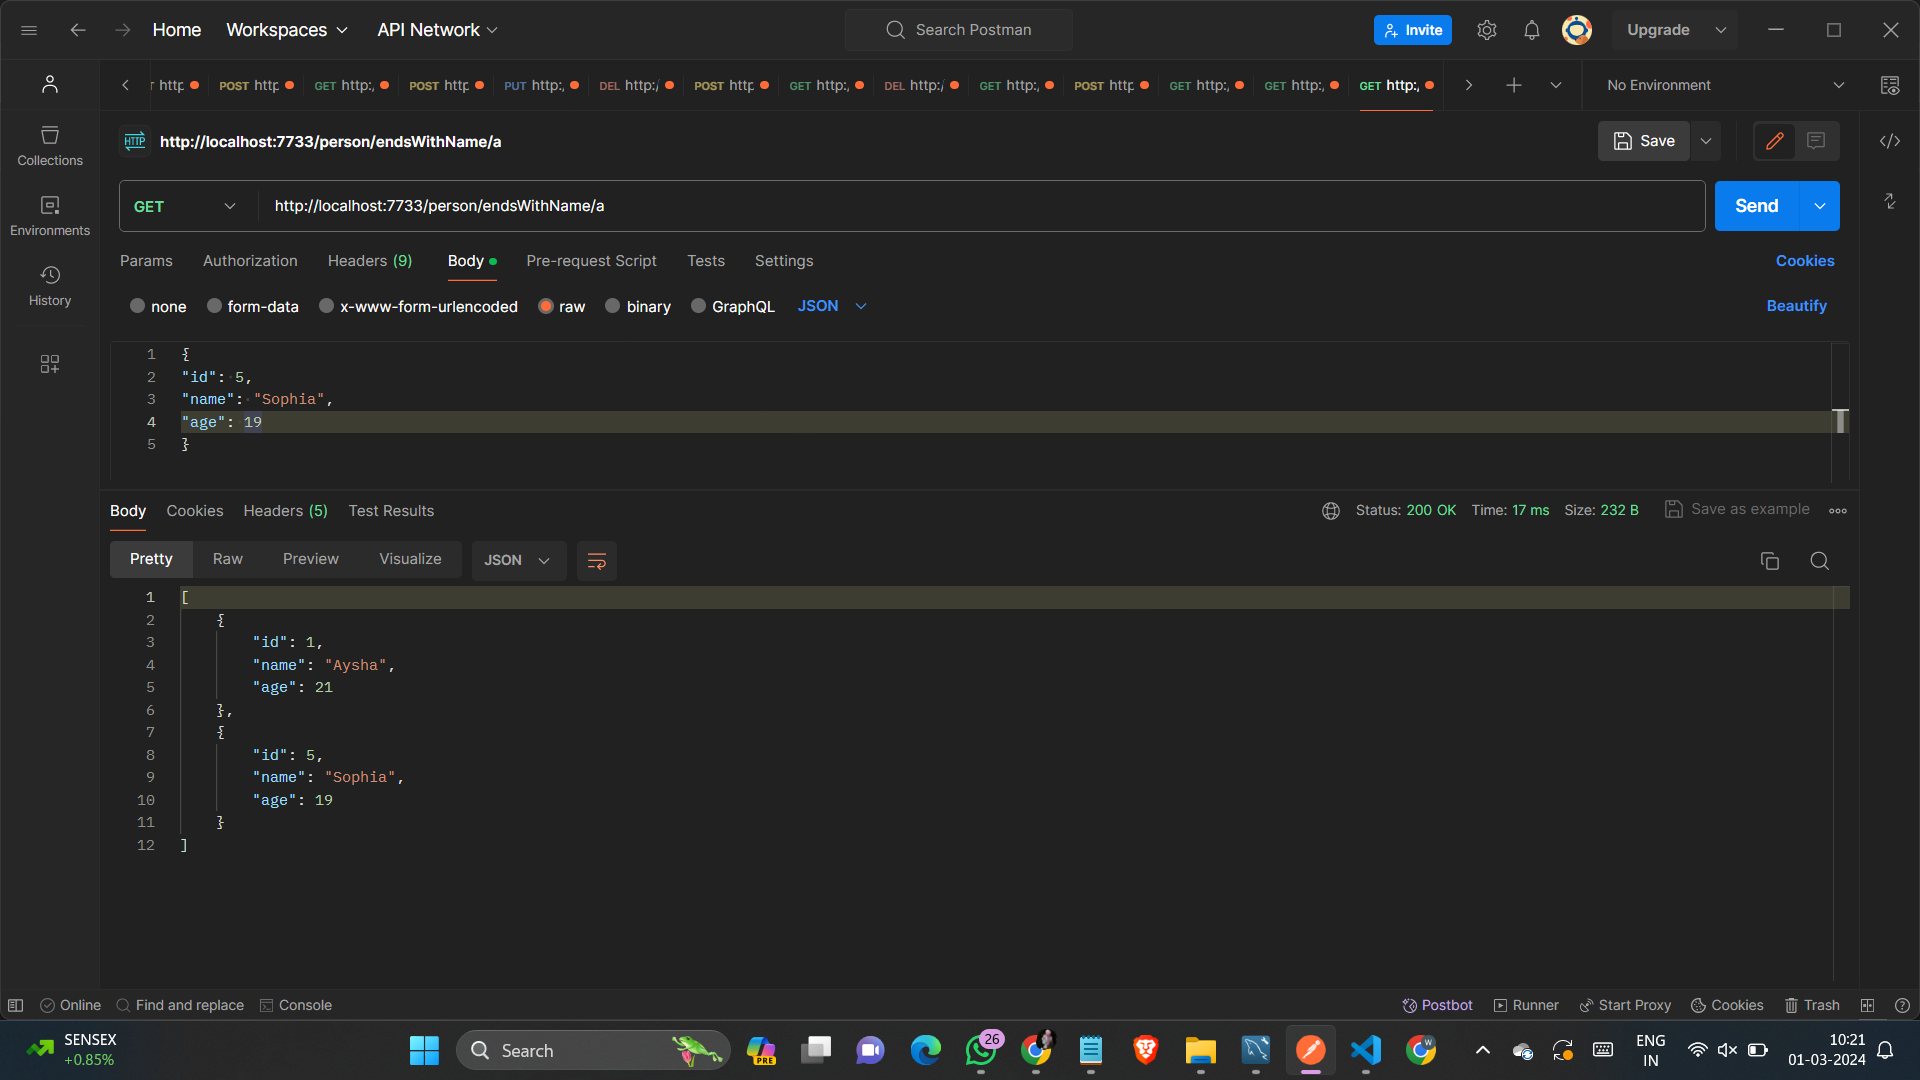 Home Workspaces API Network Search Postman Invite Upgrade
http POST http GET http:/ POST http PUT http:/ DEL http:/ POST http GET http:/ DEL http:/ GET http:/ POST http GET http:/ GET http:/ GET http:/ No Environment
HTTP http://localhost:7733/person/endsWithName/a Save
Collections
GET http://localhost:7733/person/endsWithName/a Send
Environments
Params Authorization Headers (9) Body Pre-request Script Tests Settings Cookies
History
none form-data x-www-form-urlencoded raw binary GraphQL JSON Beautify
1 {
2 "id": 5,
3 "name": "Sophia",
4 "age": 19
5 }
Body Cookies Headers (5) Test Results Status: 200 OK Time: 17 ms Size: 232 B Save as example
Pretty Raw Preview Visualize JSON
1 [
2 {
3 "id": 1,
4 "name": "Aysha",
5 "age": 21
6 },
7 {
8 "id": 5,
9 "name": "Sophia",
10 "age": 19
11 }
12 ]
Online Find and replace Console Postbot Runner Start Proxy Cookies Trash
SENSEX
+0.85%
Search
PRE
26
W
ENG
IN
10:21
01-03-2024